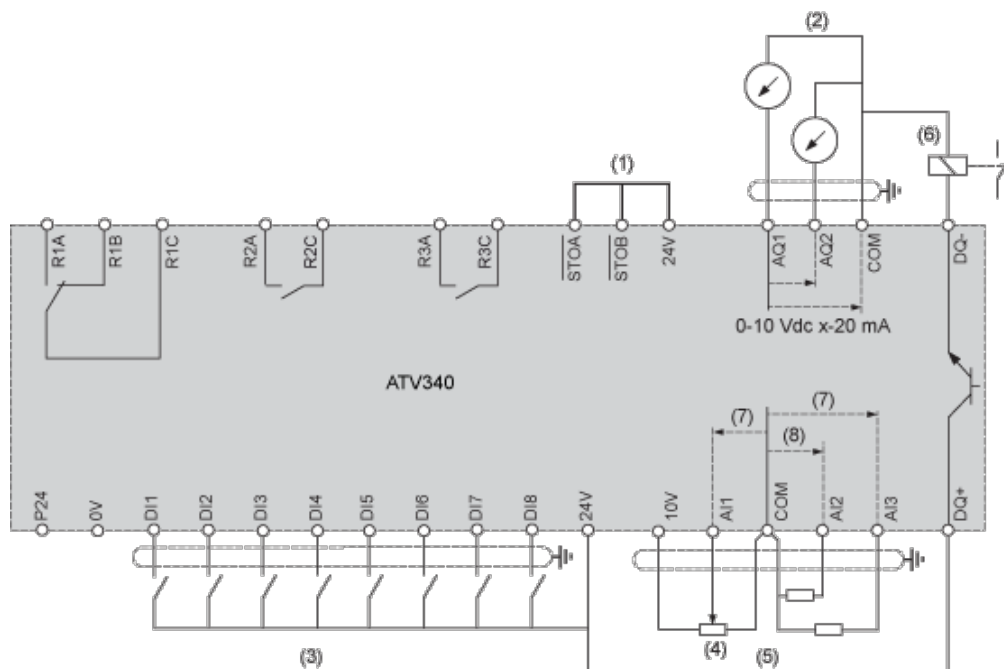 (2)
(1)
(6)
R1A
R1B
R1C
R2A
R2C
R3A
R3C
STOA
STOB
24V
AQ1
AQ2
COM
DQ-
0-10 Vdc x-20 mA
ATV340
(7)
(7)
(8)
P24
0V
DI1
DI2
DI3
DI4
DI5
DI6
DI7
DI8
24V
10V
AI1
COM
AI2
AI3
DQ+
(3)
(4)
(5)